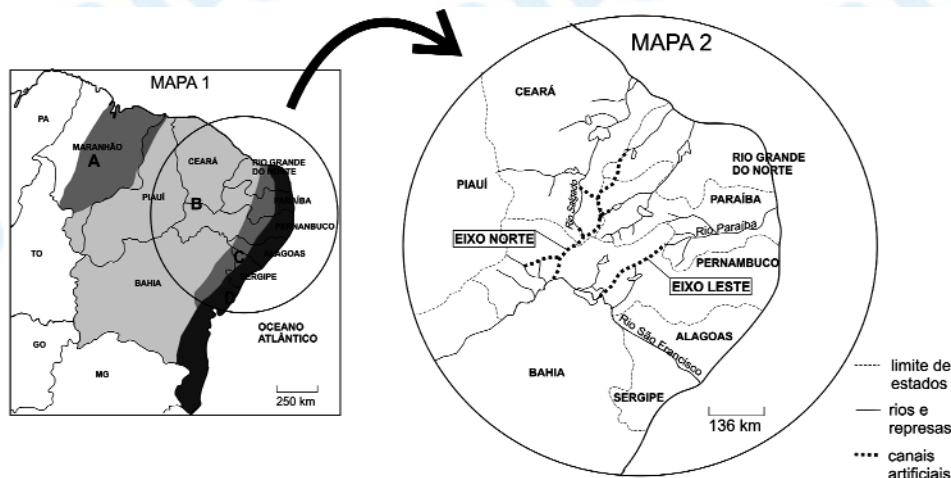 MAPA 1
PA
MARANHÃO
A
CEARÁ
RIO GRANDE
DO NORTE
PIAUÍ
B
PARAÍBA
PERNAMBUCO
TO
C
ALAGOAS
SERGIPE
BAHIA
D
OCEANO
ATLÂNTICO
GO
MG
250 km
MAPA 2
CEARÁ
PIAUÍ
Rio Salgado
RIO GRANDE
DO NORTE
PARAÍBA
Rio Paraíba
EIXO NORTE
PERNAMBUCO
EIXO LESTE
ALAGOAS
Rio São Francisco
BAHIA
SERGIPE
136 km
limite de
estados
rios e
represas
canais
artificiais